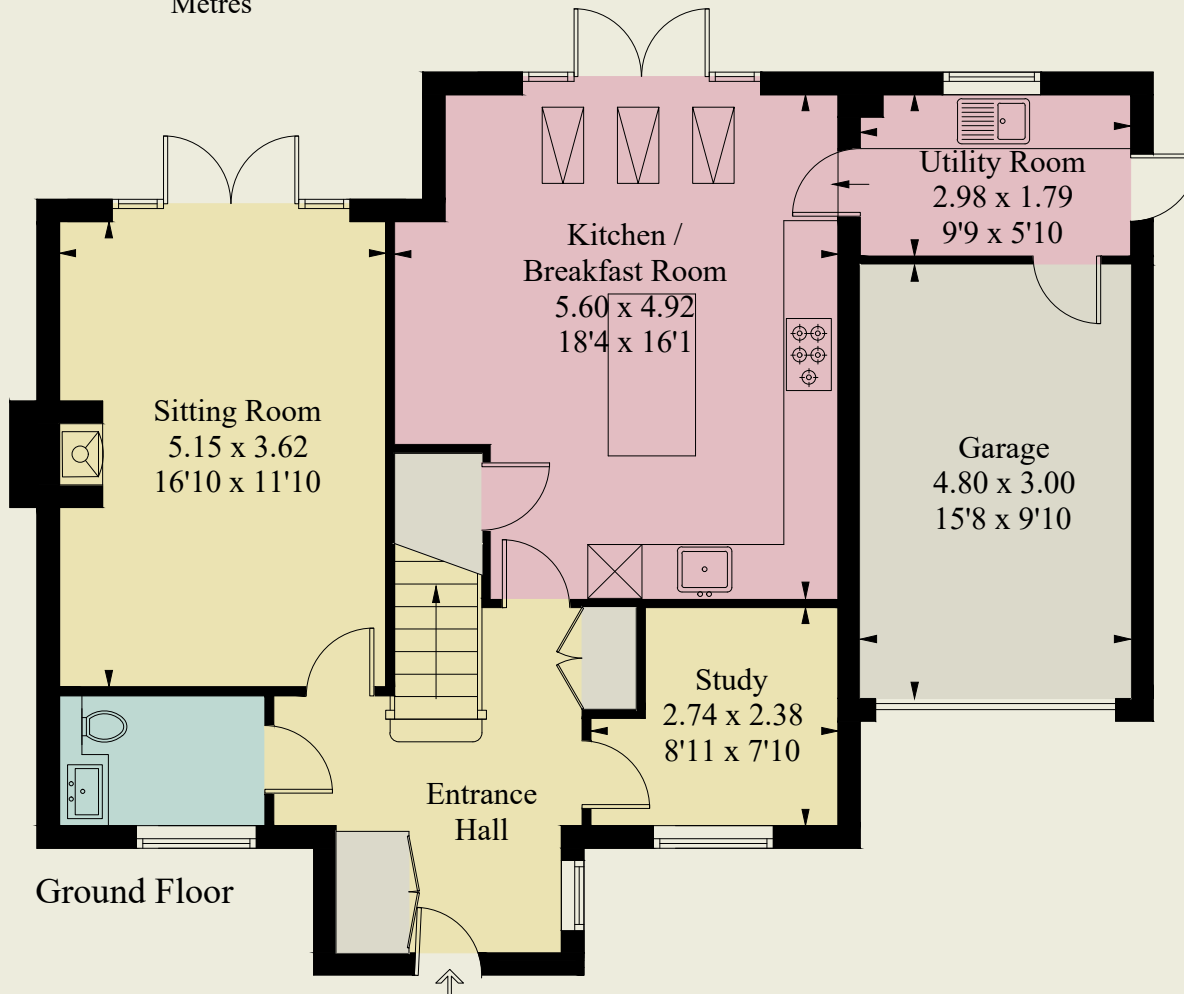 Metres
Utility Room
2.98 x 1.79
9'9 x 5'10
Kitchen /
Breakfast Room
5.60 x 4.92
18'4 x 16'1
Sitting Room
5.15 x 3.62
16'10 x 11'10
Garage
4.80 x 3.00
15'8 x 9'10
Study
2.74 x 2.38
8'11 x 7'10
Entrance
Hall
Ground Floor